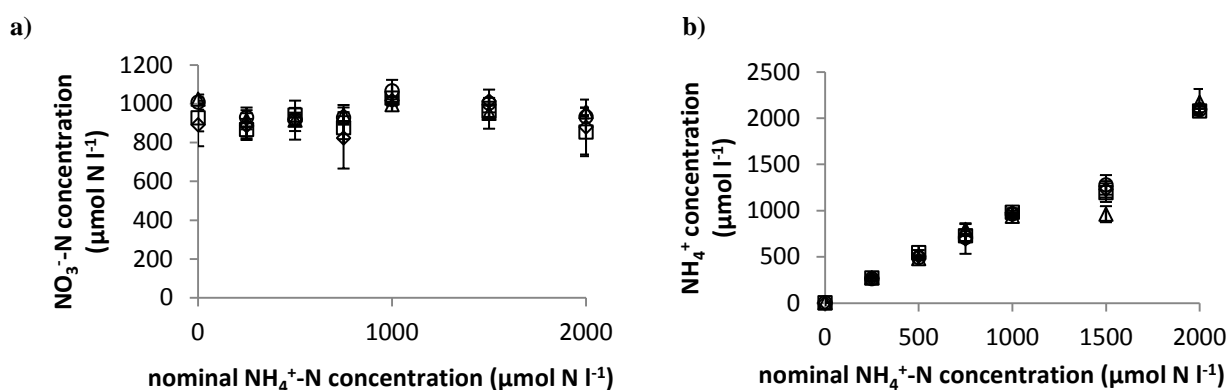 a)
NO₃⁻-N concentration
(µmol N l⁻¹)
1200
1000
800
600
400
200
0
0
1000
2000
nominal NH₄⁺-N concentration (µmol N l⁻¹)
b)
NH₄⁺ concentration
(µmol l⁻¹)
2500
2000
1500
1000
500
0
0
500
1000
1500
2000
nominal NH₄⁺-N concentration (µmol N l⁻¹)